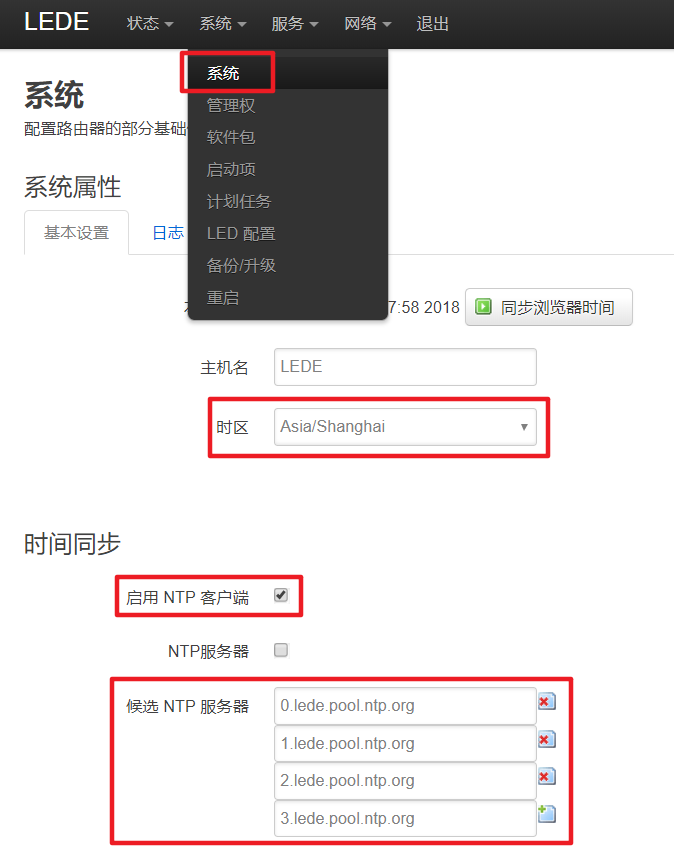 LEDE 状态 系统 服务 网络 退出
系统
管理权
软件包
启动项
计划任务
LED 配置
备份/升级
重启
系统
配置路由器的部分基础
系统属性
基本设置 日志
7:58 2018 同步浏览器时间
主机名 LEDE
时区 Asia/Shanghai
时间同步
启用 NTP 客户端
NTP服务器
候选 NTP 服务器 0.lede.pool.ntp.org
1.lede.pool.ntp.org
2.lede.pool.ntp.org
3.lede.pool.ntp.org